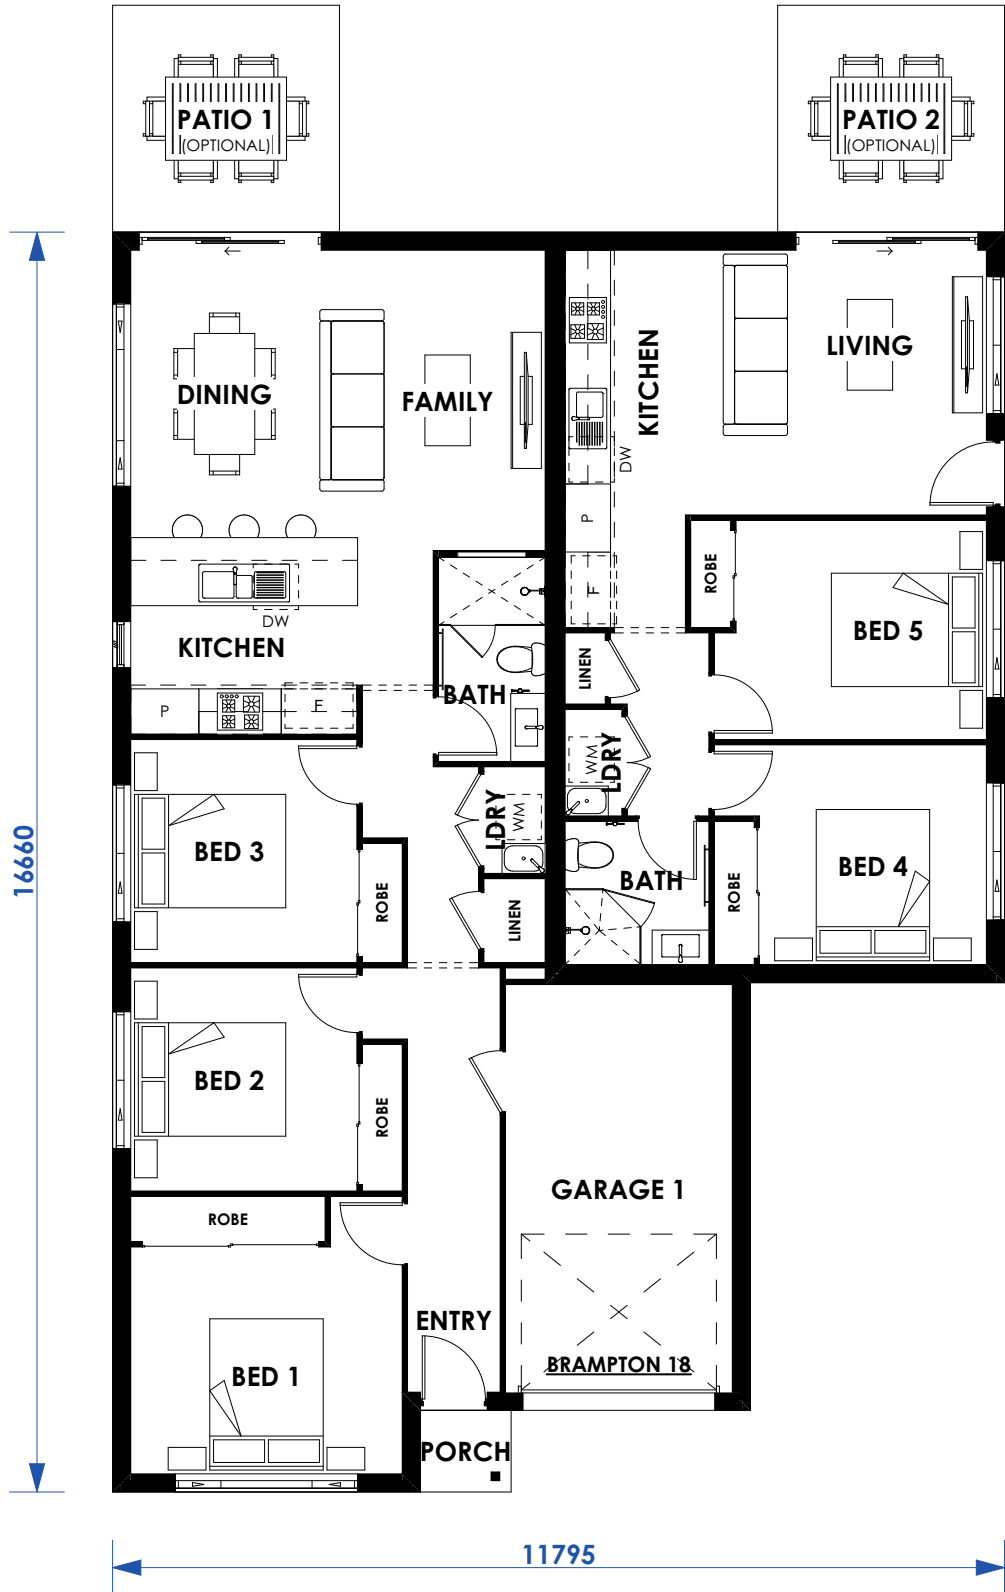 PATIO 1
(OPTIONAL)
PATIO 2
(OPTIONAL)
DINING
FAMILY
KITCHEN
LIVING
DW
P
F
ROBE
BED 5
DW
KITCHEN
BATH
LINEN
P
F
LDRY
WM
BED 3
ROBE
LDRY
WM
BATH
ROBE
BED 4
LINEN
BED 2
ROBE
ROBE
GARAGE 1
ENTRY
BED 1
BRAMPTON 18
PORCH
16660
11795